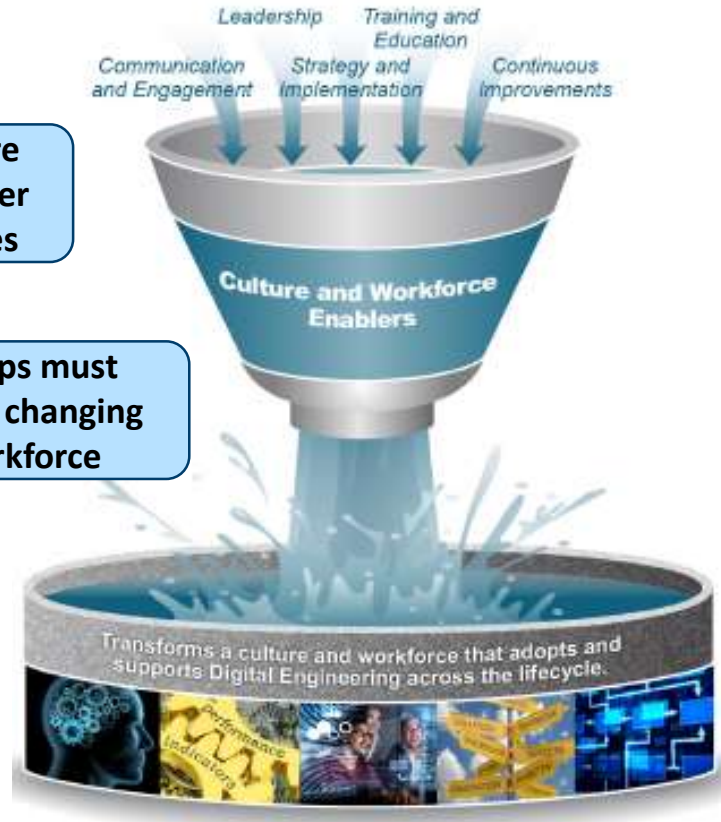 Leadership
Training and
Education
Communication
and Engagement
Strategy and
Implementation
Continuous
Improvements
re
er
es
Culture and Workforce
Enablers
ps must
changing
rkforce
Transforms a culture and workforce that adopts and
supports Digital Engineering across the lifecycle.
Performance
Indicators